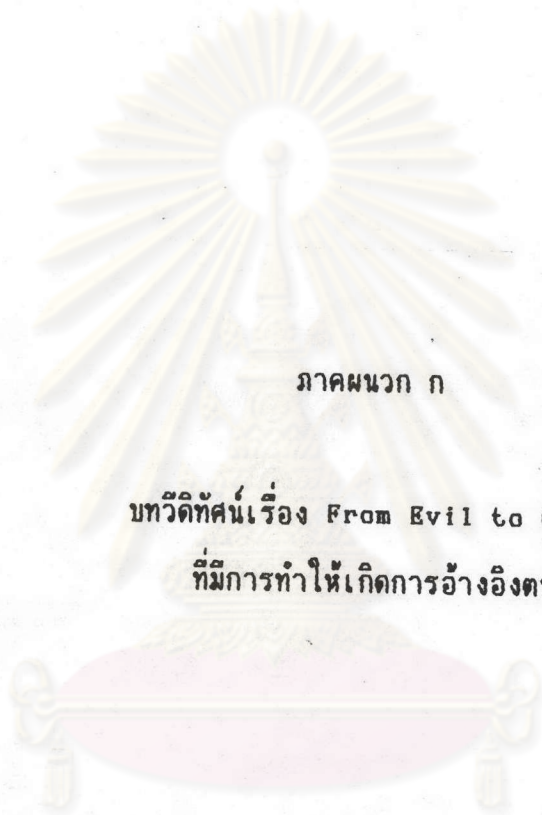 ภาคผนวก ก
บทวีดิทัศน์เรื่อง From Evil to
ที่มีการทำให้เกิดการอ้างอิง